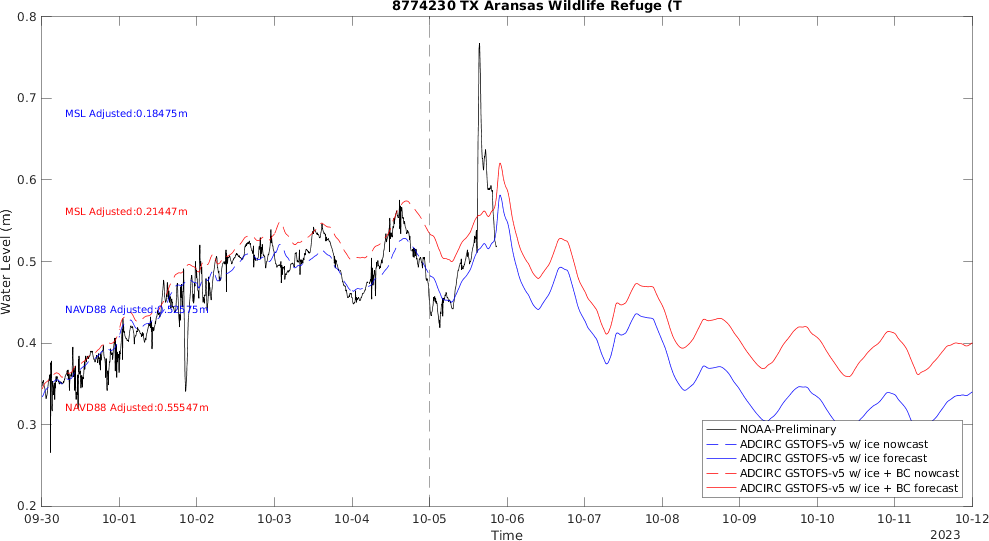 8774230 TX Aransas Wildlife Refuge (T
Water Level (m)
0.8
0.7
0.6
0.5
0.4
0.3
0.2
MSL Adjusted:0.18475m
MSL Adjusted:0.21447m
NAVD88 Adjusted:0.52575m
NAVD88 Adjusted:0.55547m
NOAA-Preliminary
ADCIRC GSTOFS-v5 w/ ice nowcast
ADCIRC GSTOFS-v5 w/ ice forecast
ADCIRC GSTOFS-v5 w/ ice + BC nowcast
ADCIRC GSTOFS-v5 w/ ice + BC forecast
09-30 10-01 10-02 10-03 10-04 10-05 10-06 10-07 10-08 10-09 10-10 10-11 10-12
Time
2023